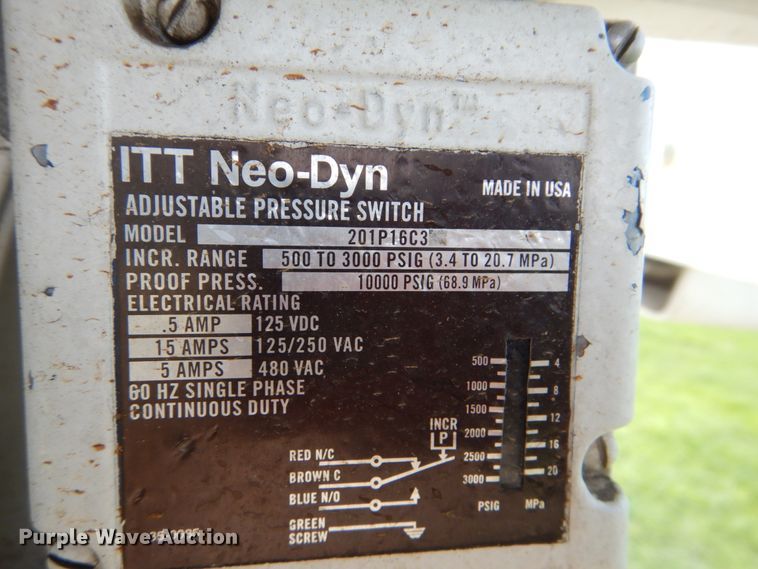 Neo-Dyn™
ITT Neo-Dyn
MADE IN USA
ADJUSTABLE PRESSURE SWITCH
MODEL 201P16C3
INCR. RANGE 500 TO 3000 PSIG (3.4 TO 20.7 MPa)
PROOF PRESS. 10000 PSIG (68.9 MPa)
ELECTRICAL RATING
.5 AMP 125 VDC
15 AMPS 125/250 VAC
5 AMPS 480 VAC
60 HZ SINGLE PHASE
CONTINUOUS DUTY
500 4
1000 8
1500 12
2000 16
2500 20
3000
PSIG MPa
INCR
P
RED N/C
BROWN C
BLUE N/O
GREEN
SCREW
Purple Wave Auction